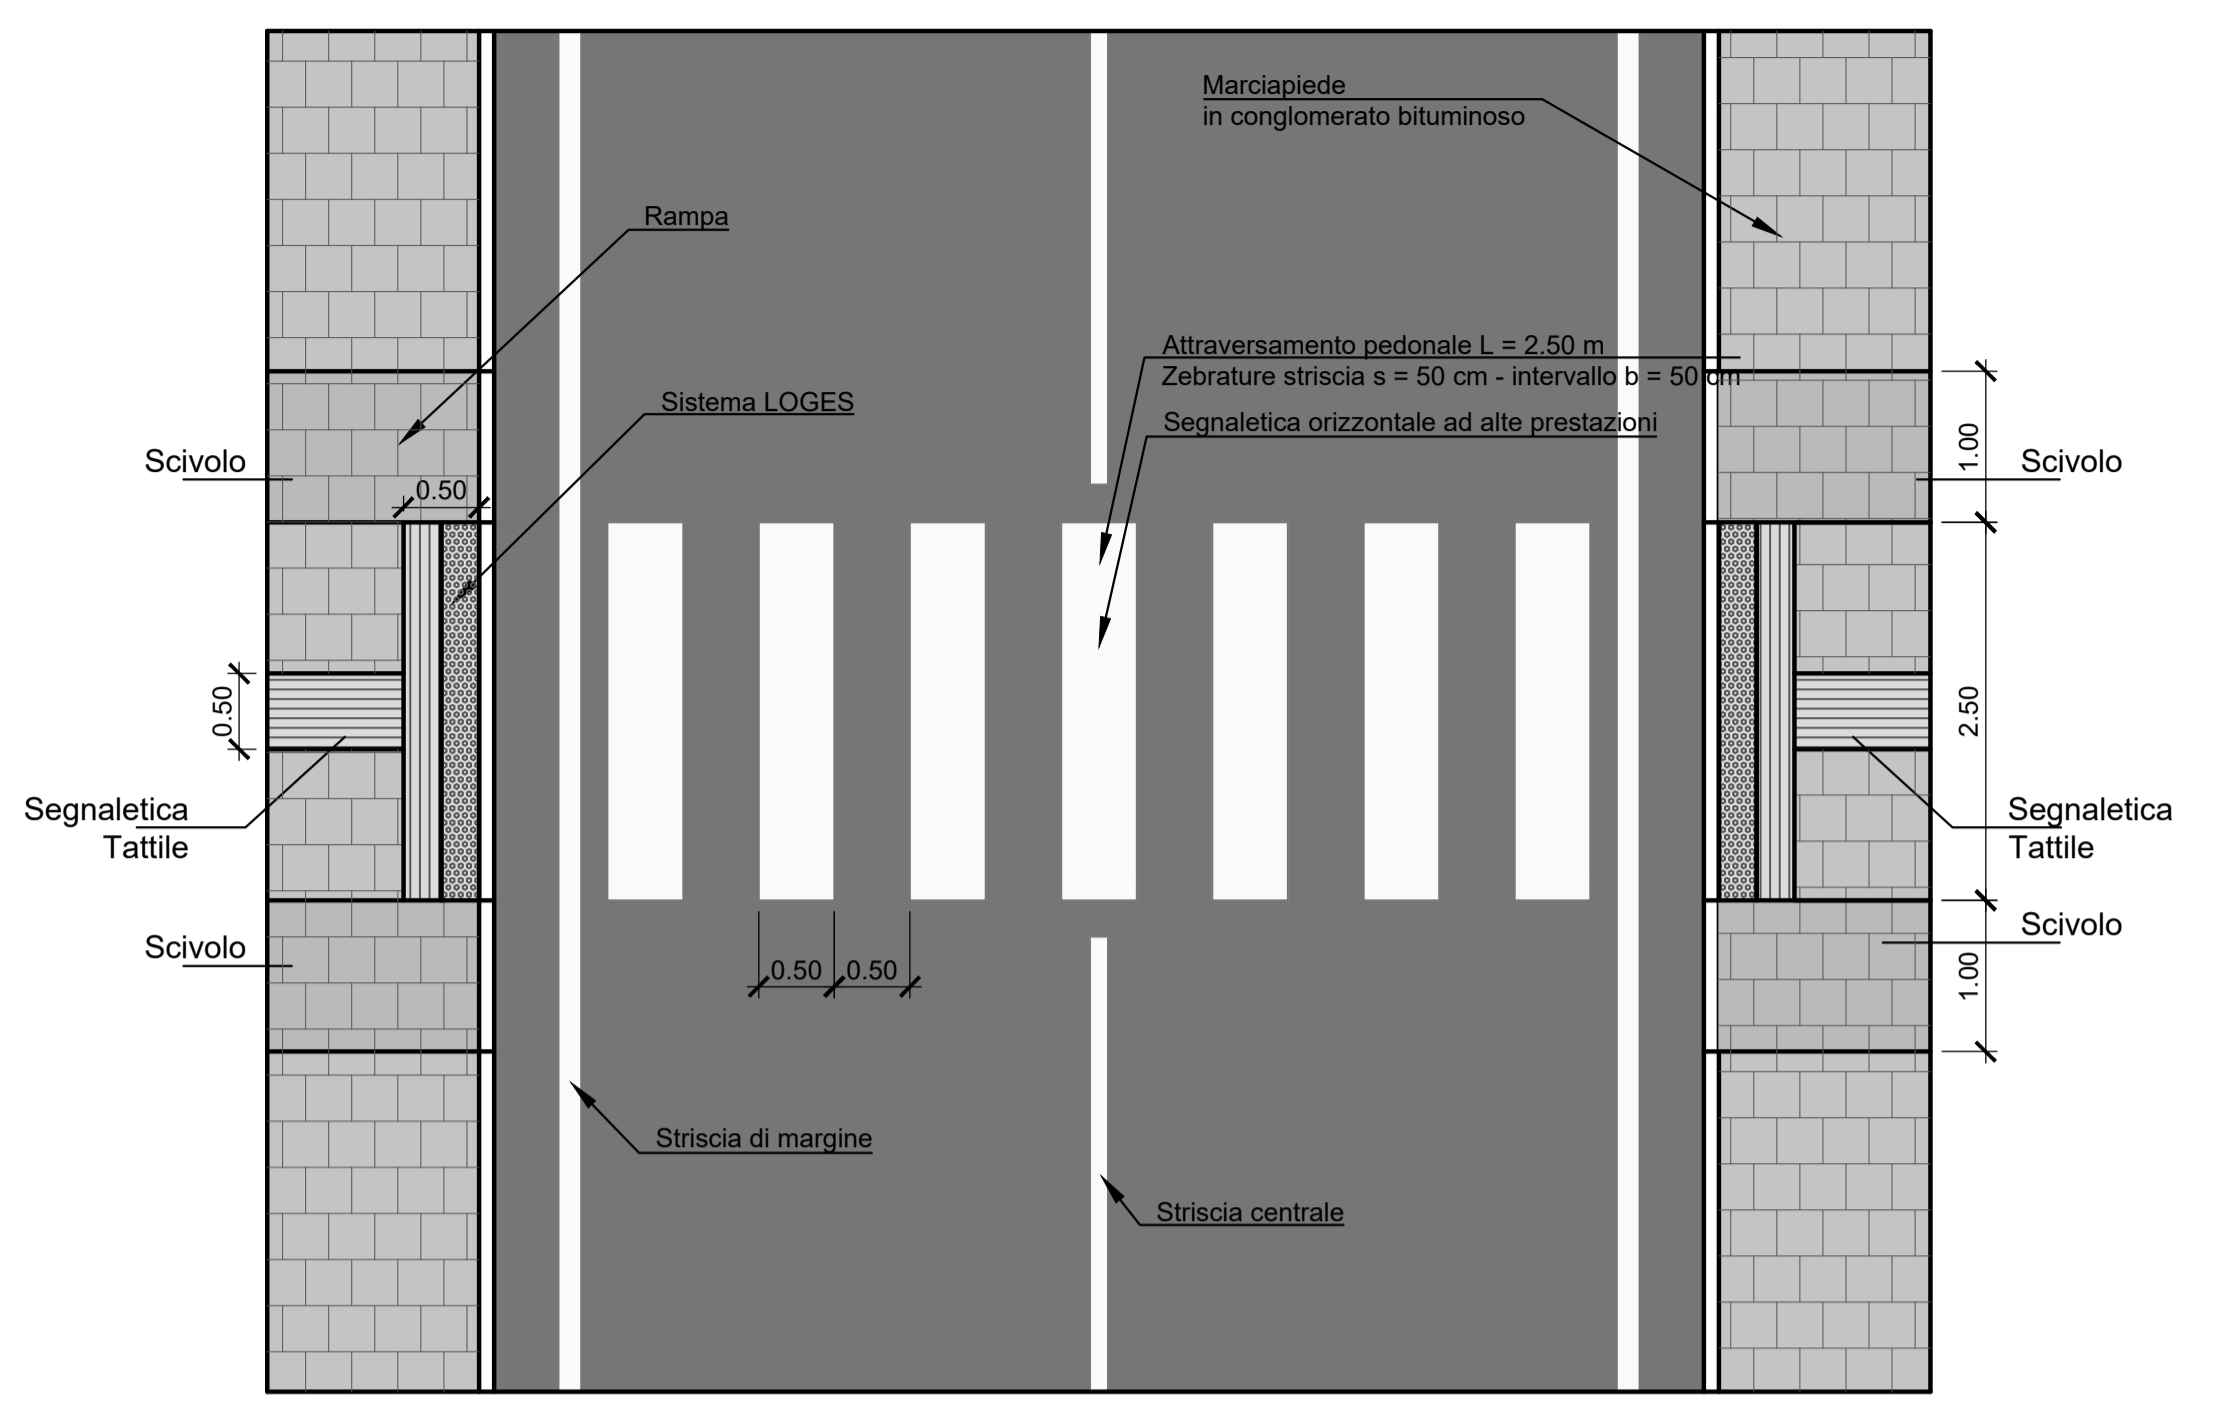 Marciapiede
in conglomerato bituminoso
Rampa
Attraversamento pedonale L = 2.50 m
Zebrature striscia s = 50 cm - intervallo b = 50 cm
Sistema LOGES
Segnaletica orizzontale ad alte prestazioni
Scivolo
0.50
1.00
Scivolo
0.50
2.50
Segnaletica
Tattile
Segnaletica
Tattile
Scivolo
Scivolo
0.50 0.50
1.00
Striscia di margine
Striscia centrale